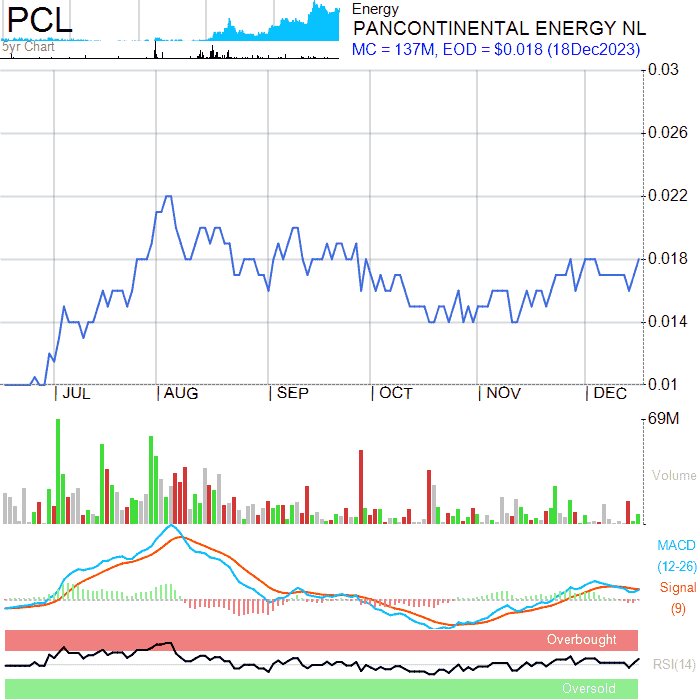 PCL
5yr Chart
Energy
PANCONTINENTAL ENERGY NL
MC = 137M, EOD = $0.018 (18Dec2023)
0.03
0.026
0.022
0.018
0.014
0.01
JUL AUG SEP OCT NOV DEC
69M
Volume
MACD
(12-26)
Signal
(9)
Overbought
RSI(14)
Oversold